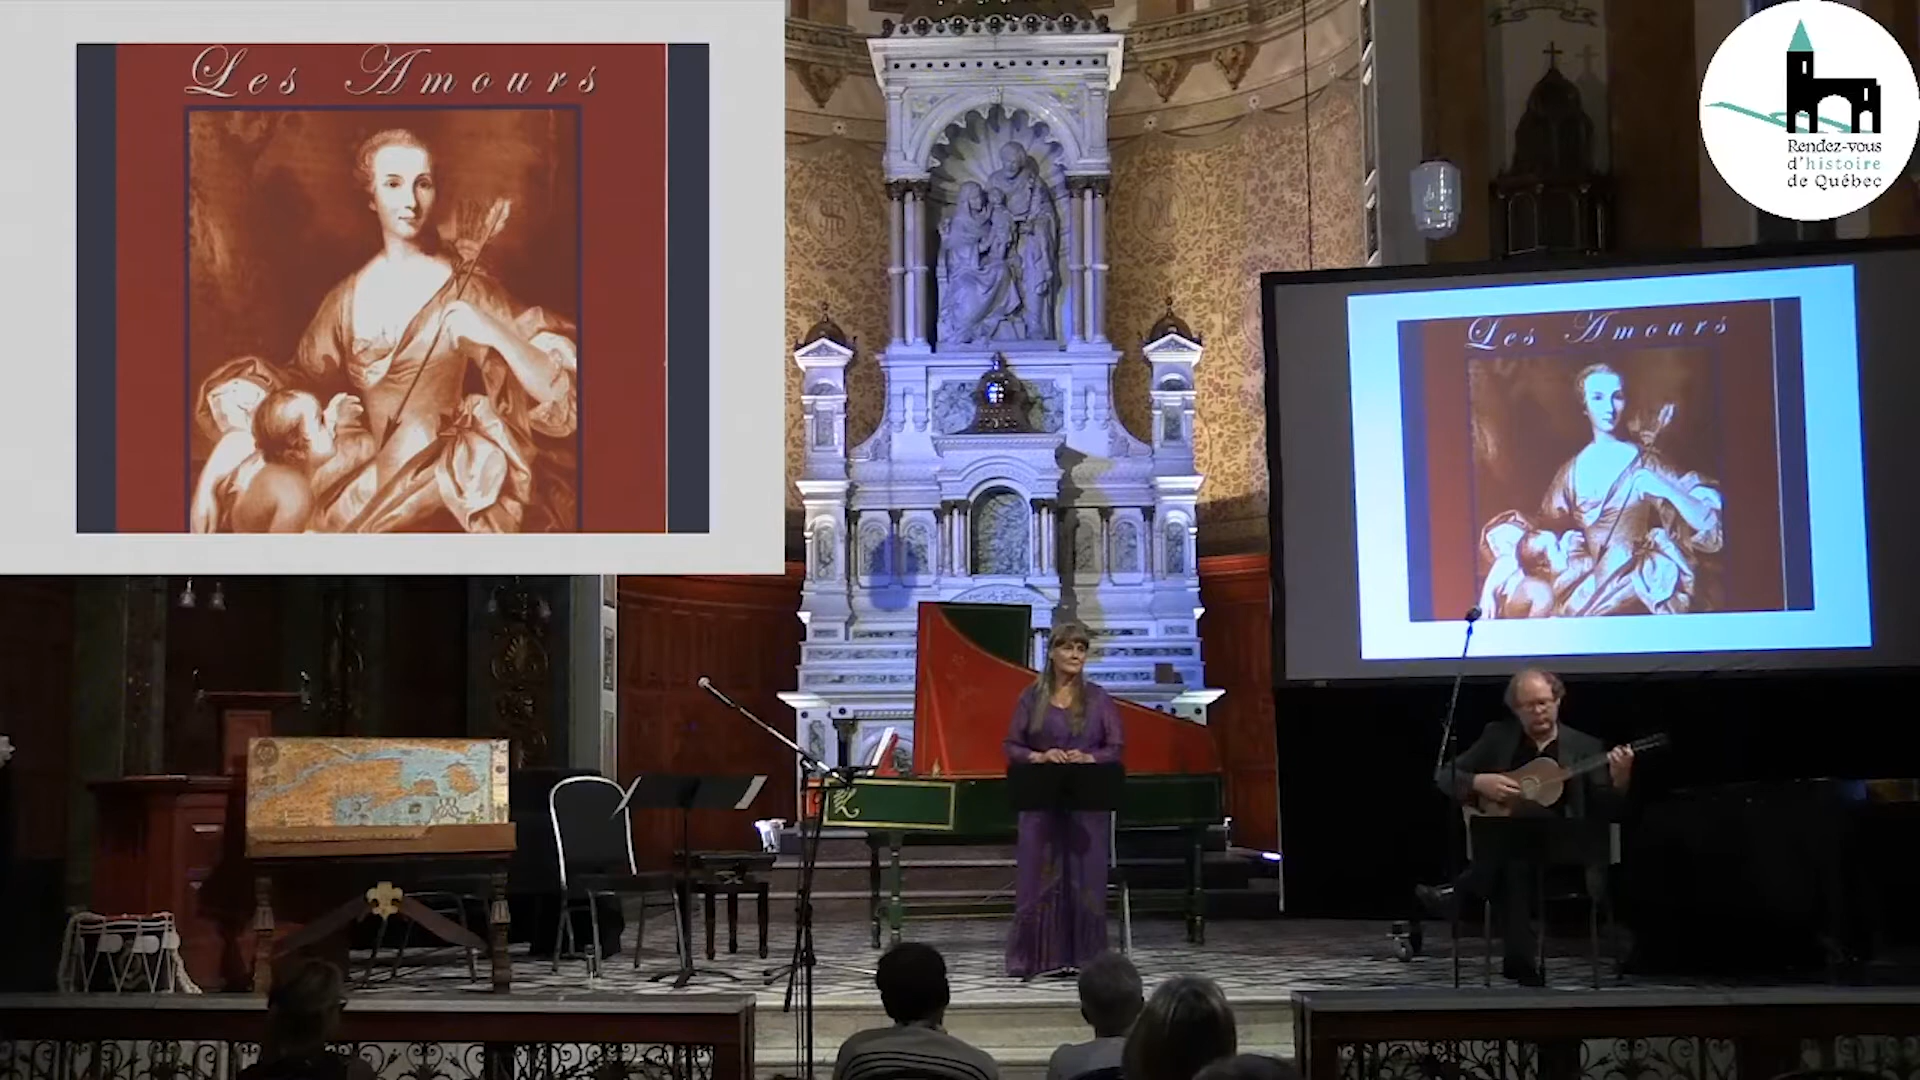 Les Amours
Rendez-vous
d'histoire
de Québec
Les Amours